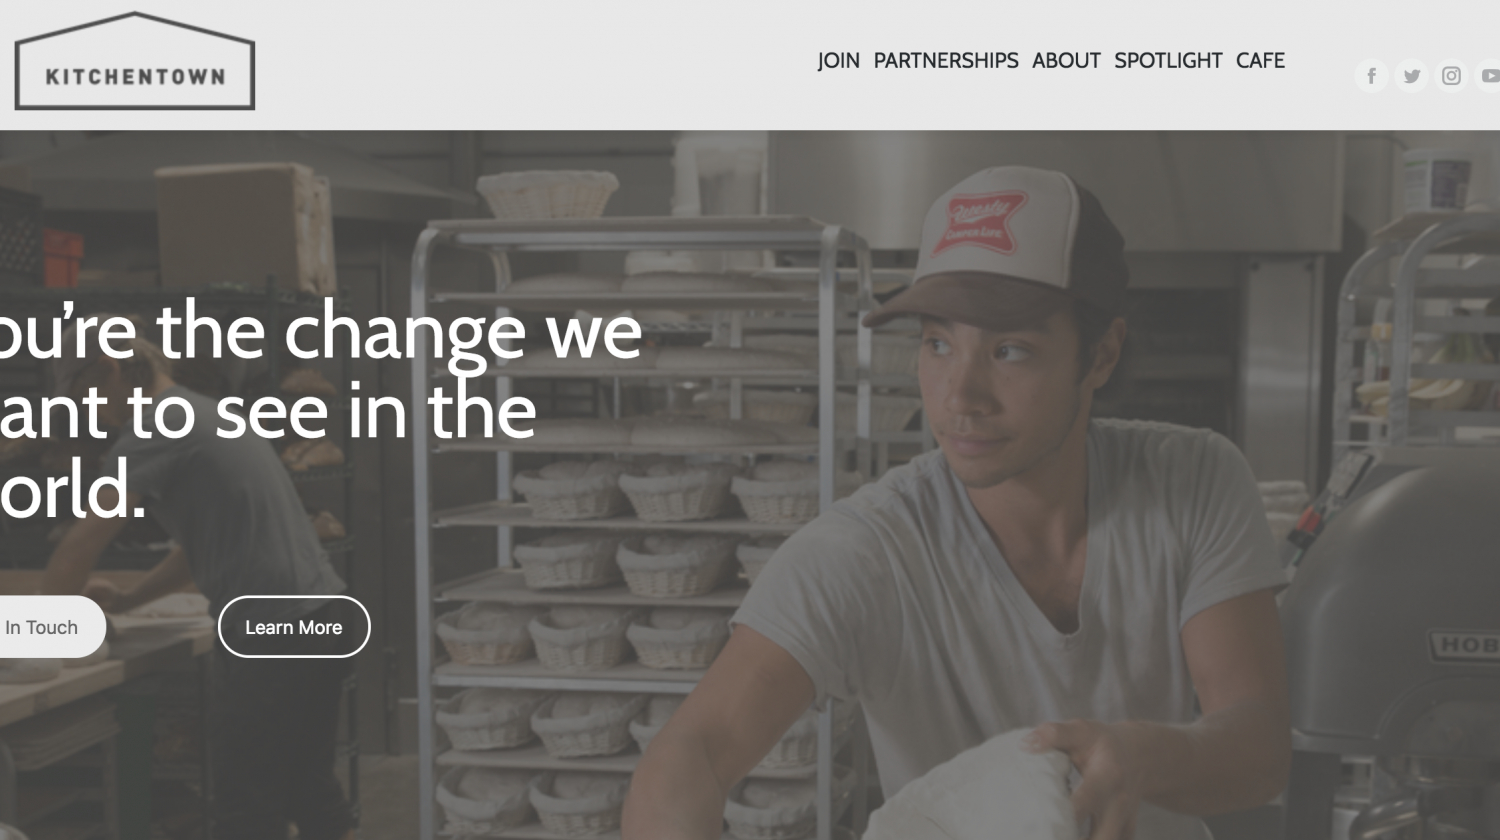 KITCHENTOWN
JOIN PARTNERSHIPS ABOUT SPOTLIGHT CAFE
ou’re the change we
ant to see in the
orld.
In Touch
Learn More
HOB